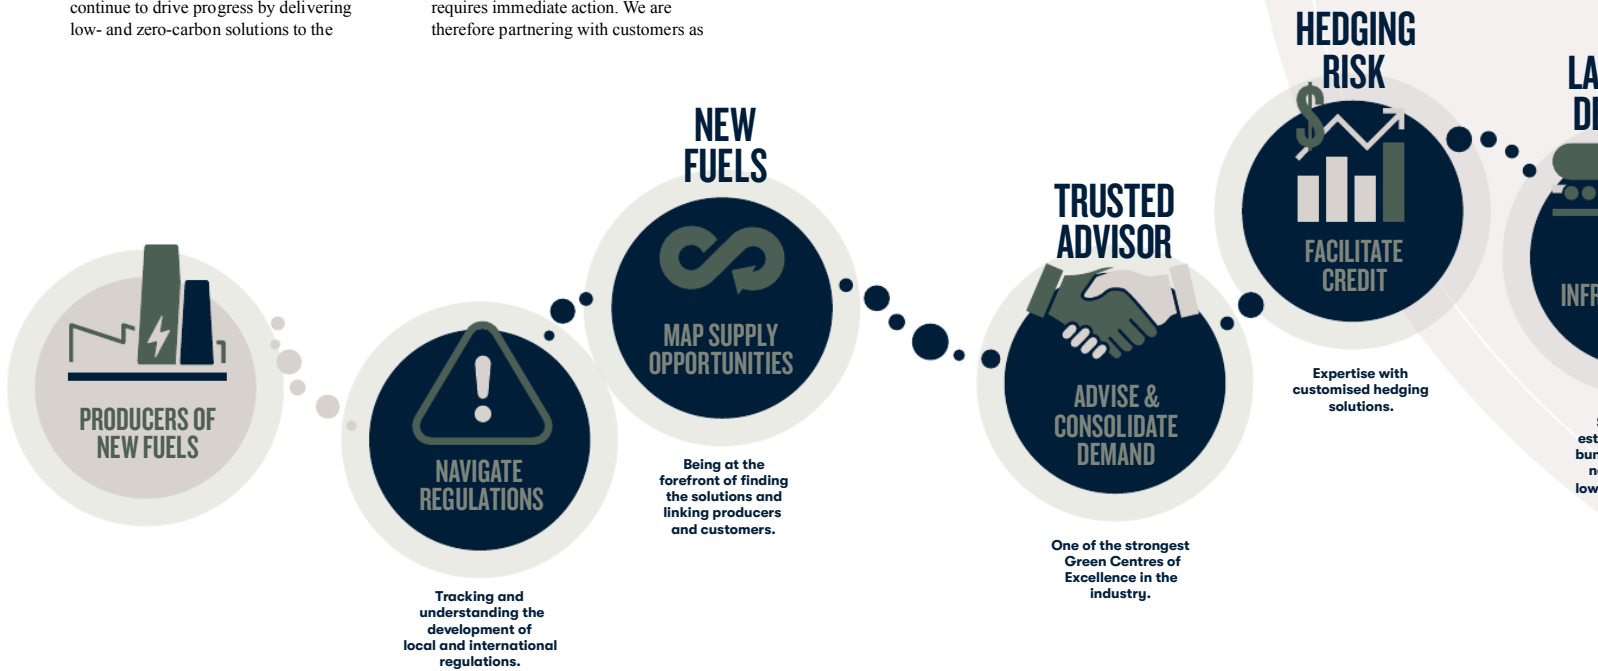 continue to drive progress by delivering
low- and zero-carbon solutions to the
requires immediate action. We are
therefore partnering with customers as
PRODUCERS OF
NEW FUELS
NAVIGATE
REGULATIONS
Tracking and
understanding the
development of
local and international
regulations.
NEW
FUELS
MAP SUPPLY
OPPORTUNITIES
Being at the
forefront of finding
the solutions and
linking producers
and customers.
TRUSTED
ADVISOR
ADVISE &
CONSOLIDATE
DEMAND
One of the strongest
Green Centres of
Excellence in the
industry.
HEDGING
RISK
$
FACILITATE
CREDIT
Expertise with
customised hedging
solutions.